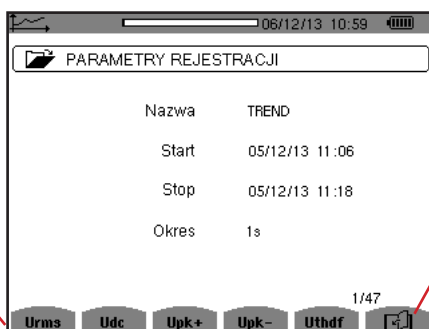 06/12/13 10:59
PARAMETRY REJESTRACJI
Nazwa TREND
Start 05/12/13 11:06
Stop 05/12/13 11:18
Okres 1s
1/47
Urms Udc Upk+ Upk- Uthdf